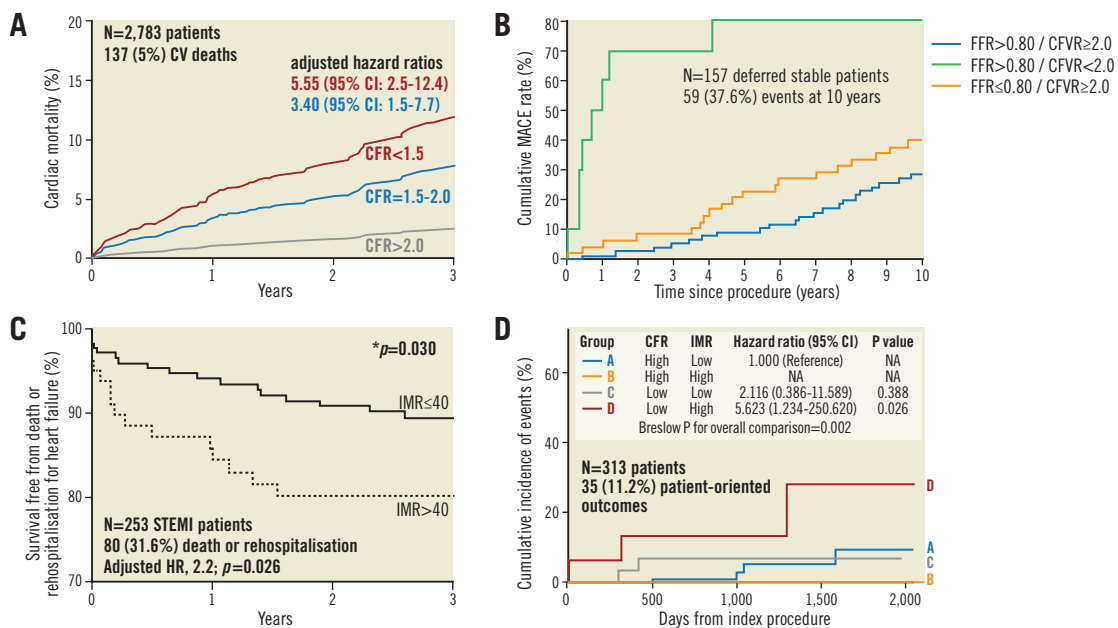 A
N=2,783 patients
137 (5%) CV deaths
adjusted hazard ratios
5.55 (95% CI: 2.5-12.4)
3.40 (95% CI: 1.5-7.7)
CFR<1.5
CFR=1.5-2.0
CFR>2.0
Cardiac mortality (%)
20
15
10
5
0
0 1 2 3
Years
B
N=157 deferred stable patients
59 (37.6%) events at 10 years
FFR>0.80 / CFVR≥2.0
FFR>0.80 / CFVR<2.0
FFR≤0.80 / CFVR≥2.0
Cumulative MACE rate (%)
80
70
60
50
40
30
20
10
0
0 1 2 3 4 5 6 7 8 9 10
Time since procedure (years)
C
*p=0.030
IMR≤40
IMR>40
N=253 STEMI patients
80 (31.6%) death or rehospitalisation
Adjusted HR, 2.2; p=0.026
Survival free from death or
rehospitalisation for heart failure (%)
100
90
80
70
0 1 2 3
Years
D
Group CFR IMR Hazard ratio (95% CI) P value
A High Low 1.000 (Reference) NA
B High High NA NA
C Low Low 2.116 (0.386-11.589) 0.388
D Low High 5.623 (1.234-250.620) 0.026
Breslow P for overall comparison=0.002
N=313 patients
35 (11.2%) patient-oriented
outcomes
D
A
C
B
Cumulative incidence of events (%)
60
40
20
0
0 500 1,000 1,500 2,000
Days from index procedure